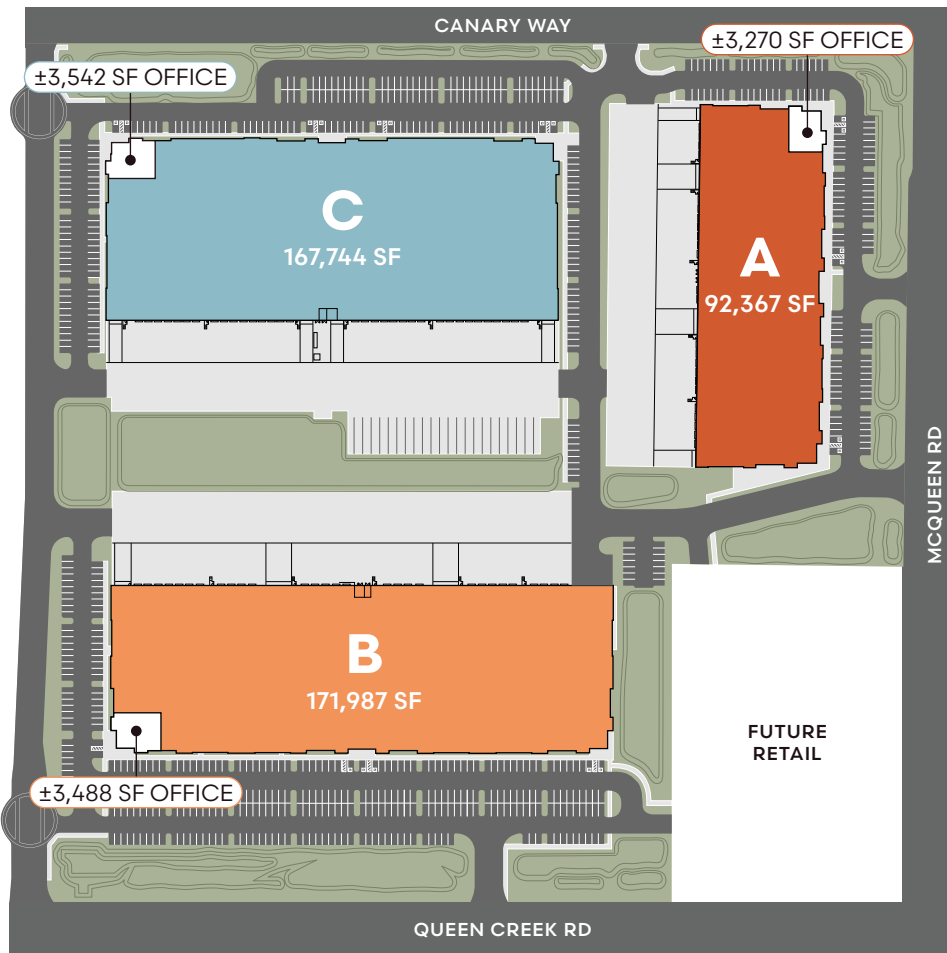 CANARY WAY
±3,270 SF OFFICE
±3,542 SF OFFICE
C
167,744 SF
A
92,367 SF
MCQUEEN RD
B
171,987 SF
FUTURE
RETAIL
±3,488 SF OFFICE
QUEEN CREEK RD